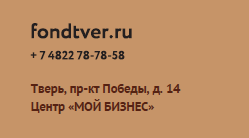 fondtver.ru
+ 7 4822 78-78-58
Тверь, пр-кт Победы, д. 14
Центр «МОЙ БИЗНЕС»